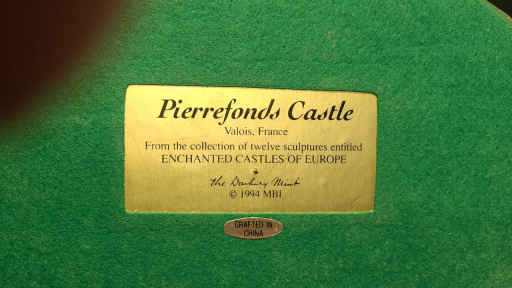 Pierrefonds Castle
Valois, France
From the collection of twelve sculptures entitled
ENCHANTED CASTLES OF EUROPE
The Danbury Mint
© 1994 MBI
CRAFTED IN
CHINA